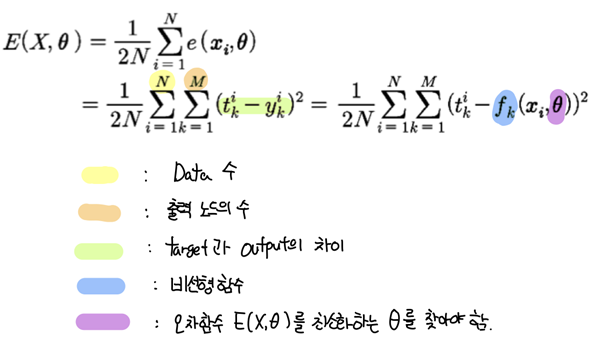 E(X,θ) = 1/2N ∑_{i=1}^{N} e(x_i,θ)
= 1/2N ∑_{i=1}^{N} ∑_{k=1}^{M} (t_k^i − y_k^i)^2 = 1/2N ∑_{i=1}^{N} ∑_{k=1}^{M} (t_k^i − f_k(x_i,θ))^2
: Data 수
: 출력 노드의 수
: target과 output의 차이
: 비선형함수
: 오차함수 E(X,θ)를 최소화하는 θ를 찾아야 함.